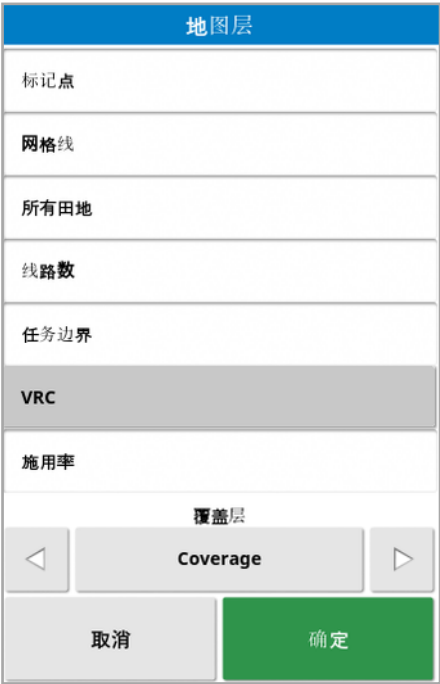 地图层
标记点
网格线
所有田地
线路数
任务边界
VRC
施用率
覆盖层
Coverage
取消
确定